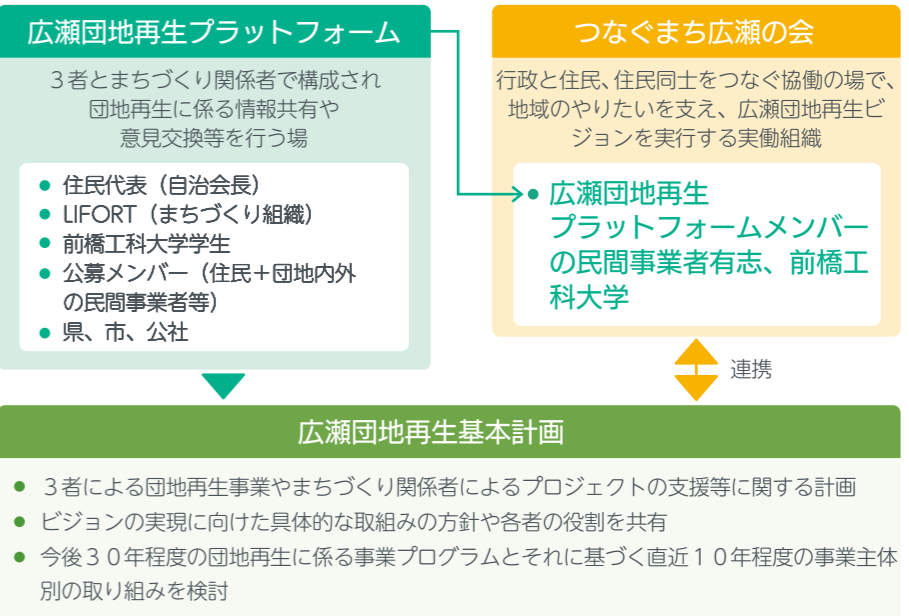 広瀬団地再生プラットフォーム
３者とまちづくり関係者で構成され
団地再生に係る情報共有や
意見交換等を行う場
● 住民代表（自治会長）
● LIFORT（まちづくり組織）
● 前橋工科大学学生
● 公募メンバー（住民＋団地内外
の民間事業者等）
● 県、市、公社
つなぐまち広瀬の会
行政と住民、住民同士をつなぐ協働の場で、
地域のやりたいを支え、広瀬団地再生ビ
ジョンを実行する実働組織
● 広瀬団地再生
プラットフォームメンバー
の民間事業者有志、前橋工
科大学
連携
広瀬団地再生基本計画
● ３者による団地再生事業やまちづくり関係者によるプロジェクトの支援等に関する計画
● ビジョンの実現に向けた具体的な取組みの方針や各者の役割を共有
● 今後３０年程度の団地再生に係る事業プログラムとそれに基づく直近１０年程度の事業主体
別の取り組みを検討